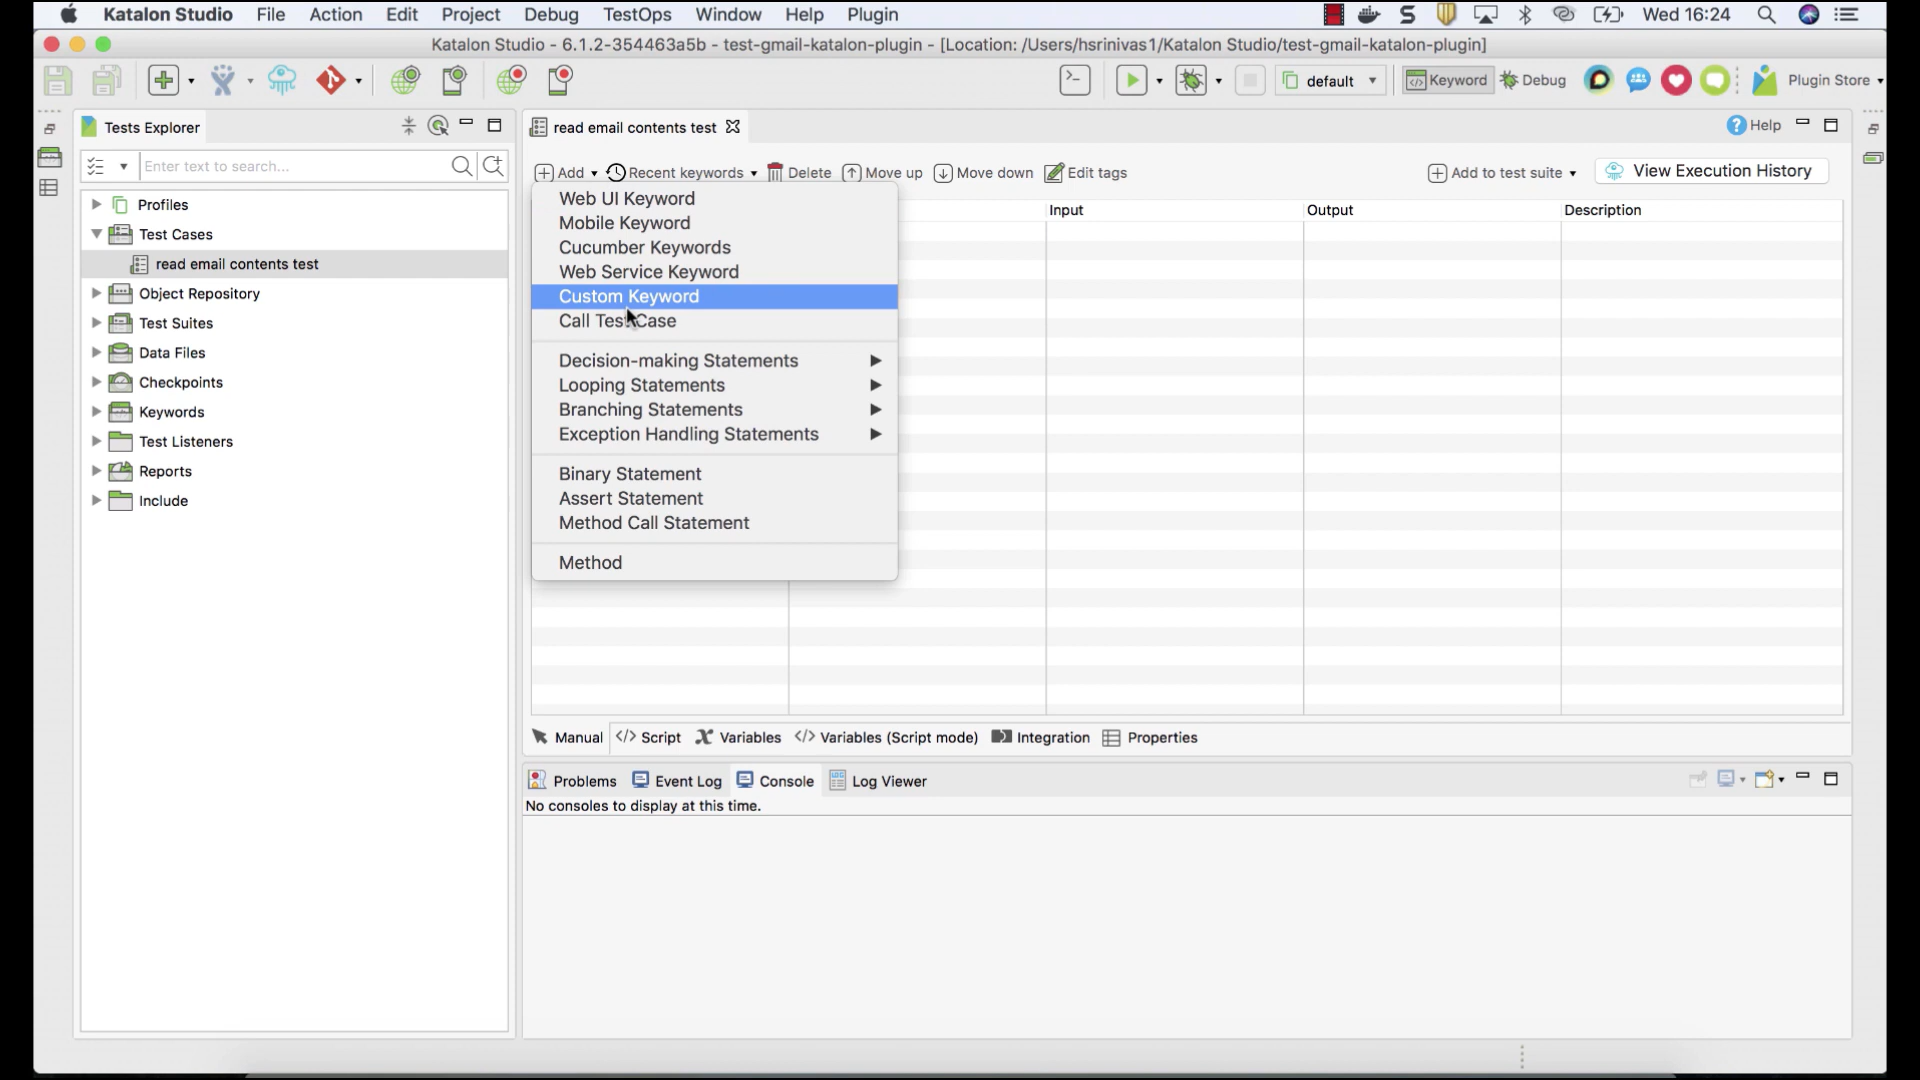 Katalon Studio File Action Edit Project Debug TestOps Window Help Plugin Wed 16:24
Katalon Studio - 6.1.2-354463a5b - test-gmail-katalon-plugin - [Location: /Users/hsrinivas1/Katalon Studio/test-gmail-katalon-plugin]
default Keyword Debug Plugin Store
Tests Explorer
Enter text to search...
Profiles
Test Cases
read email contents test
Object Repository
Test Suites
Data Files
Checkpoints
Keywords
Test Listeners
Reports
Include
read email contents test Help
Add Recent keywords Delete Move up Move down Edit tags Add to test suite View Execution History
Input Output Description
Web UI Keyword
Mobile Keyword
Cucumber Keywords
Web Service Keyword
Custom Keyword
Call Test Case
Decision-making Statements
Looping Statements
Branching Statements
Exception Handling Statements
Binary Statement
Assert Statement
Method Call Statement
Method
Manual Script Variables Variables (Script mode) Integration Properties
Problems Event Log Console Log Viewer
No consoles to display at this time.